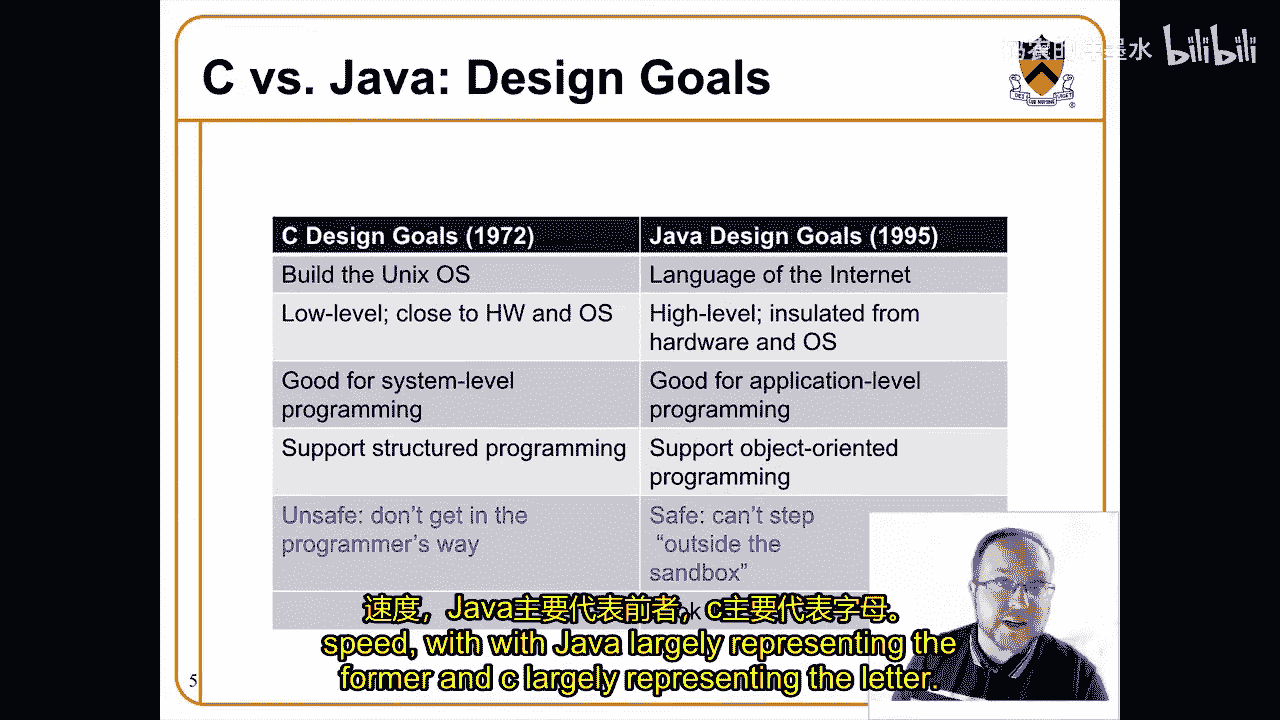 bilibili
C vs. Java: Design Goals
C Design Goals (1972)
Java Design Goals (1995)
Build the Unix OS
Language of the Internet
Low-level; close to HW and OS
High-level; insulated from
hardware and OS
Good for system-level
programming
Good for application-level
programming
Support structured programming
Support object-oriented
programming
Unsafe: don’t get in the
programmer’s way
Safe: can’t step
“outside the
sandbox”
速度，Java主要代表前者，c主要代表字母。
speed, with with Java largely representing the
former and c largely representing the letter.
5